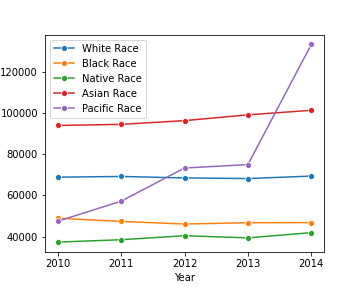 White Race
Black Race
Native Race
Asian Race
Pacific Race
120000
100000
80000
60000
40000
2010 2011 2012 2013 2014
Year